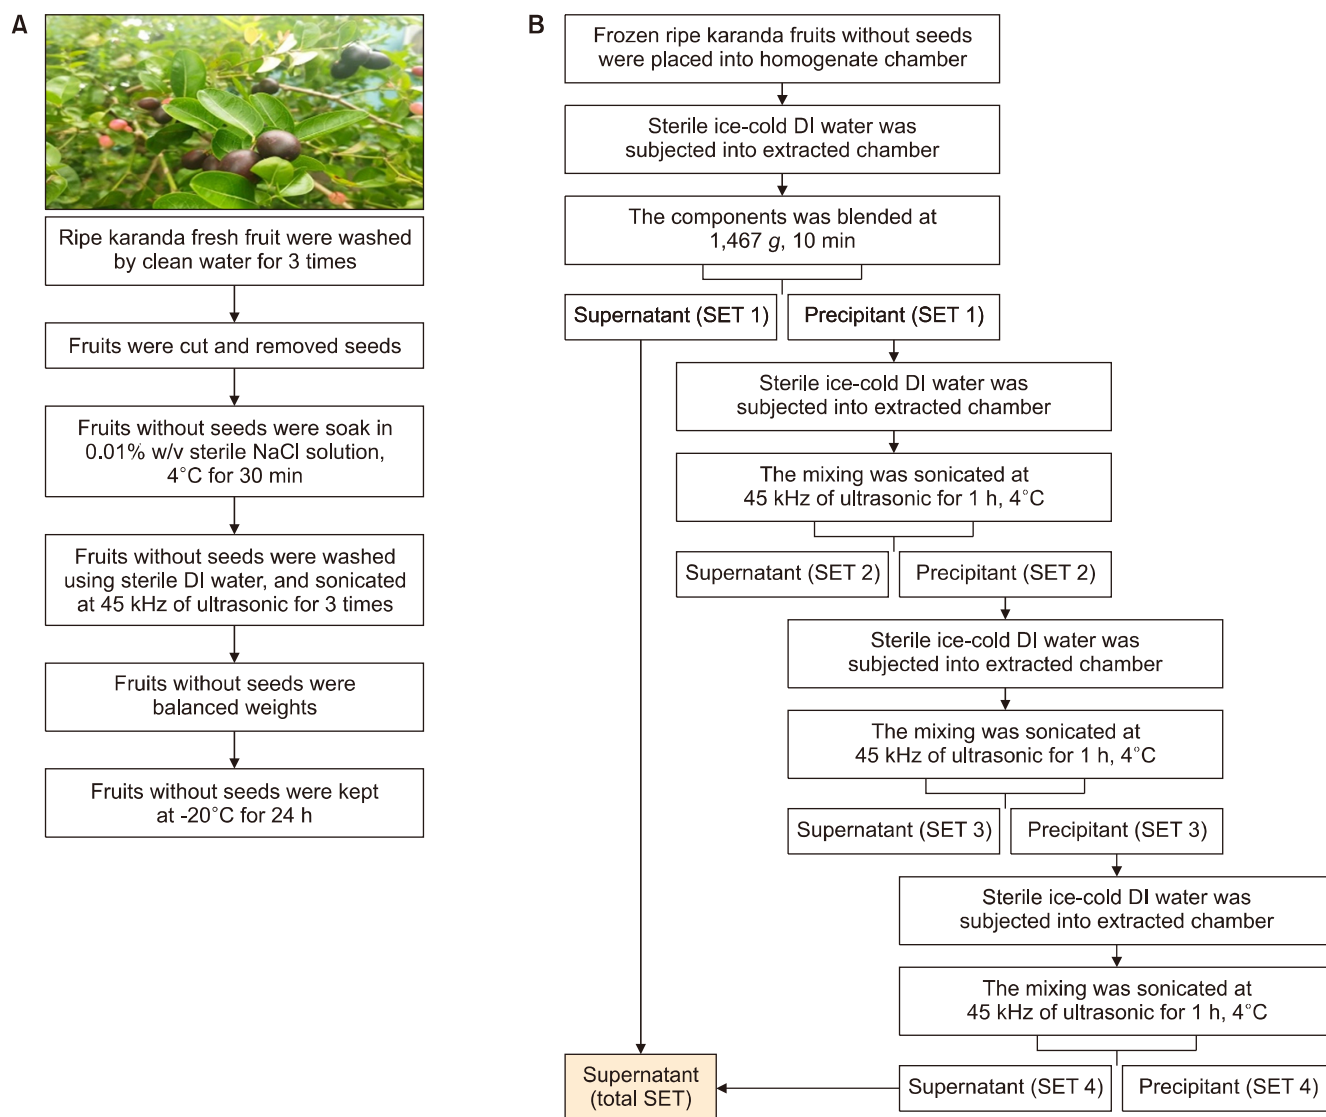 A
Ripe karanda fresh fruit were washed
by clean water for 3 times
Fruits were cut and removed seeds
Fruits without seeds were soak in
0.01% w/v sterile NaCl solution,
4°C for 30 min
Fruits without seeds were washed
using sterile DI water, and sonicated
at 45 kHz of ultrasonic for 3 times
Fruits without seeds were
balanced weights
Fruits without seeds were kept
at -20°C for 24 h
B
Frozen ripe karanda fruits without seeds
were placed into homogenate chamber
Sterile ice-cold DI water was
subjected into extracted chamber
The components was blended at
1,467 g, 10 min
Supernatant (SET 1)
Precipitant (SET 1)
Sterile ice-cold DI water was
subjected into extracted chamber
The mixing was sonicated at
45 kHz of ultrasonic for 1 h, 4°C
Supernatant (SET 2)
Precipitant (SET 2)
Sterile ice-cold DI water was
subjected into extracted chamber
The mixing was sonicated at
45 kHz of ultrasonic for 1 h, 4°C
Supernatant (SET 3)
Precipitant (SET 3)
Sterile ice-cold DI water was
subjected into extracted chamber
The mixing was sonicated at
45 kHz of ultrasonic for 1 h, 4°C
Supernatant (SET 4)
Precipitant (SET 4)
Supernatant
(total SET)